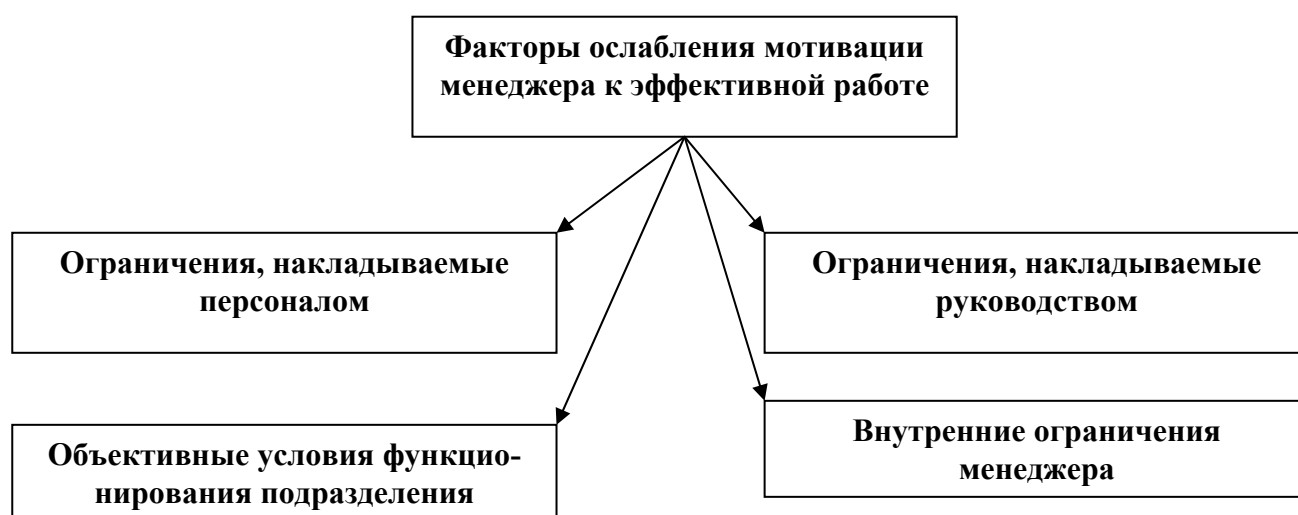 Факторы ослабления мотивации
менеджера к эффективной работе
Ограничения, накладываемые
персоналом
Ограничения, накладываемые
руководством
Объективные условия функцио-
нирования подразделения
Внутренние ограничения
менеджера